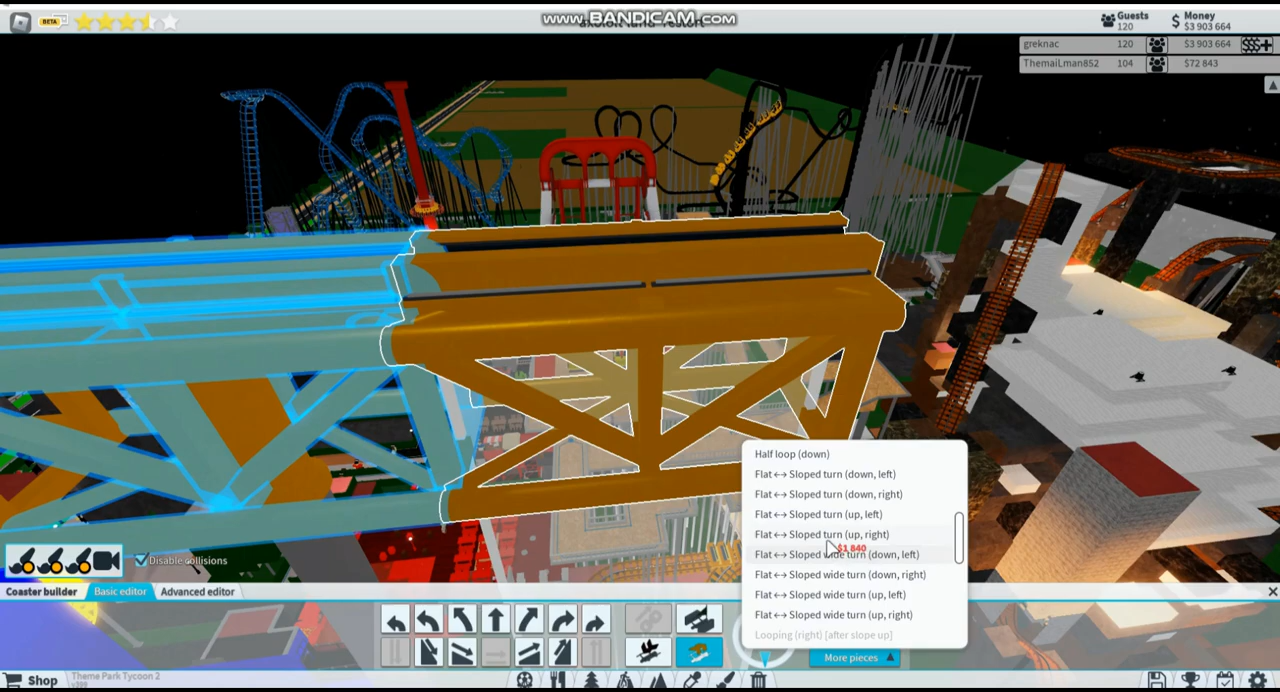 BETA
www.BANDICAM.com
Guests
120
Money
$3 903 664
greknac 120 $3 903 664
ThemaiLman852 104 $72 843
Half loop (down)
Flat ↔ Sloped turn (down, left)
Flat ↔ Sloped turn (down, right)
Flat ↔ Sloped turn (up, left)
Flat ↔ Sloped turn (up, right)
$1 840
Flat ↔ Sloped wide turn (down, left)
Flat ↔ Sloped wide turn (down, right)
Flat ↔ Sloped wide turn (up, left)
Flat ↔ Sloped wide turn (up, right)
Looping (right) [after slope up]
Disable collisions
Coaster builder Basic editor Advanced editor
More pieces
Shop
Theme Park Tycoon 2